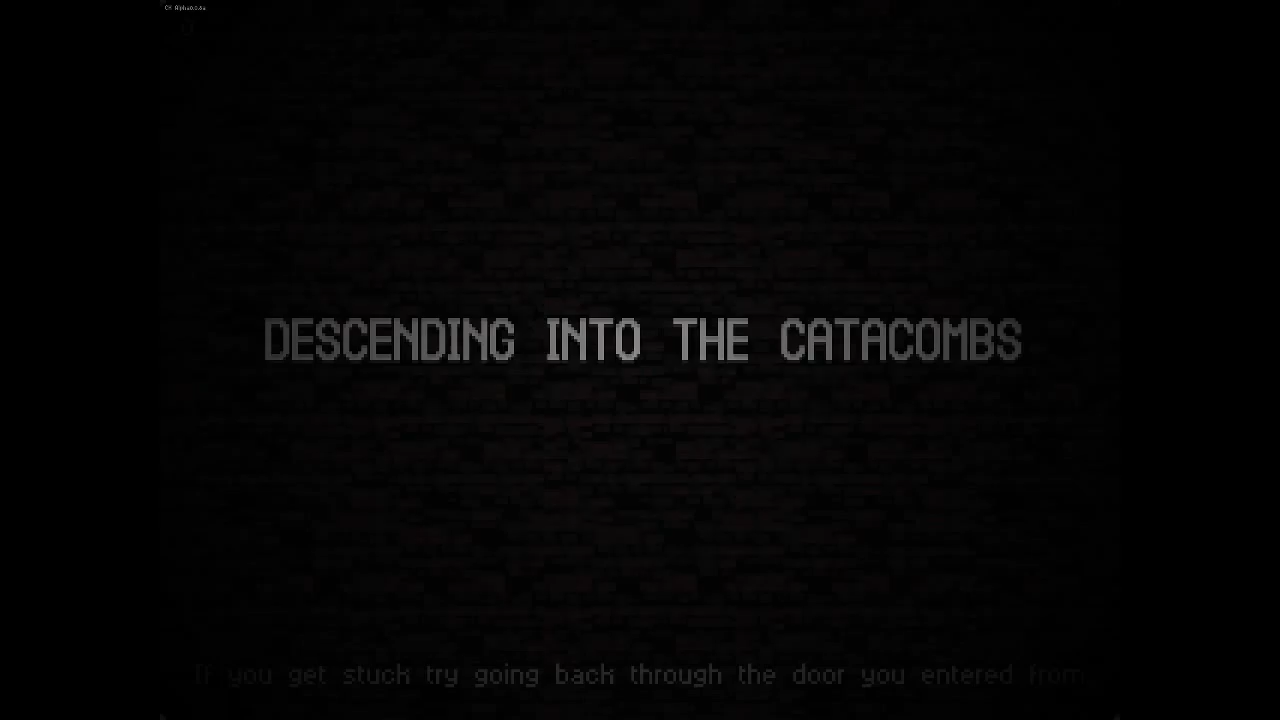 DESCENDING INTO THE CATACOMBS
If you get stuck try going back through the door you entered from